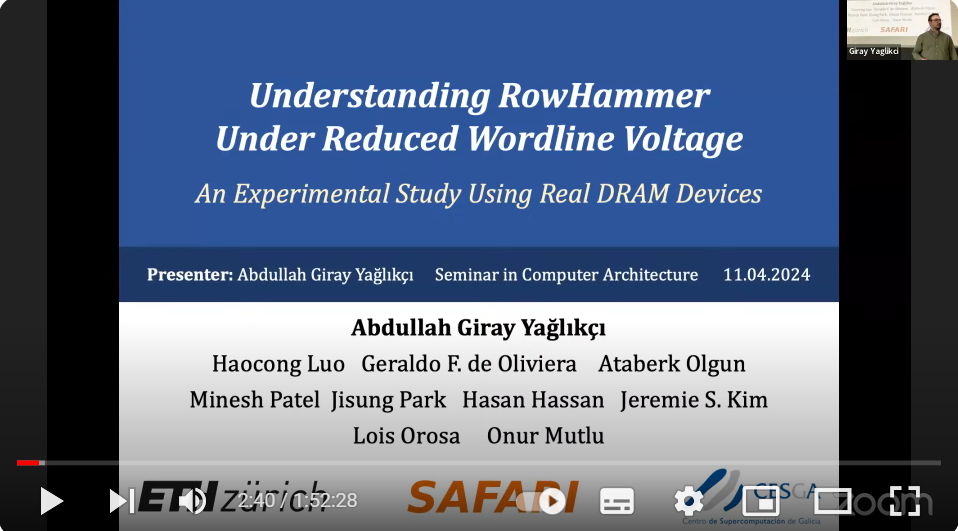 Understanding RowHammer
Under Reduced Wordline Voltage
An Experimental Study Using Real DRAM Devices
Presenter: Abdullah Giray Yağlıkçı Seminar in Computer Architecture 11.04.2024
Abdullah Giray Yağlıkçı
Haocong Luo Geraldo F. de Oliviera Ataberk Olgun
Minesh Patel Jisung Park Hasan Hassan Jeremie S. Kim
Lois Orosa Onur Mutlu
ETH zürich SAFARI CESGA
Centro de Supercomputación de Galicia
2:40 / 1:52:28
zoom
Giray Yaglikci
zürich SAFARI